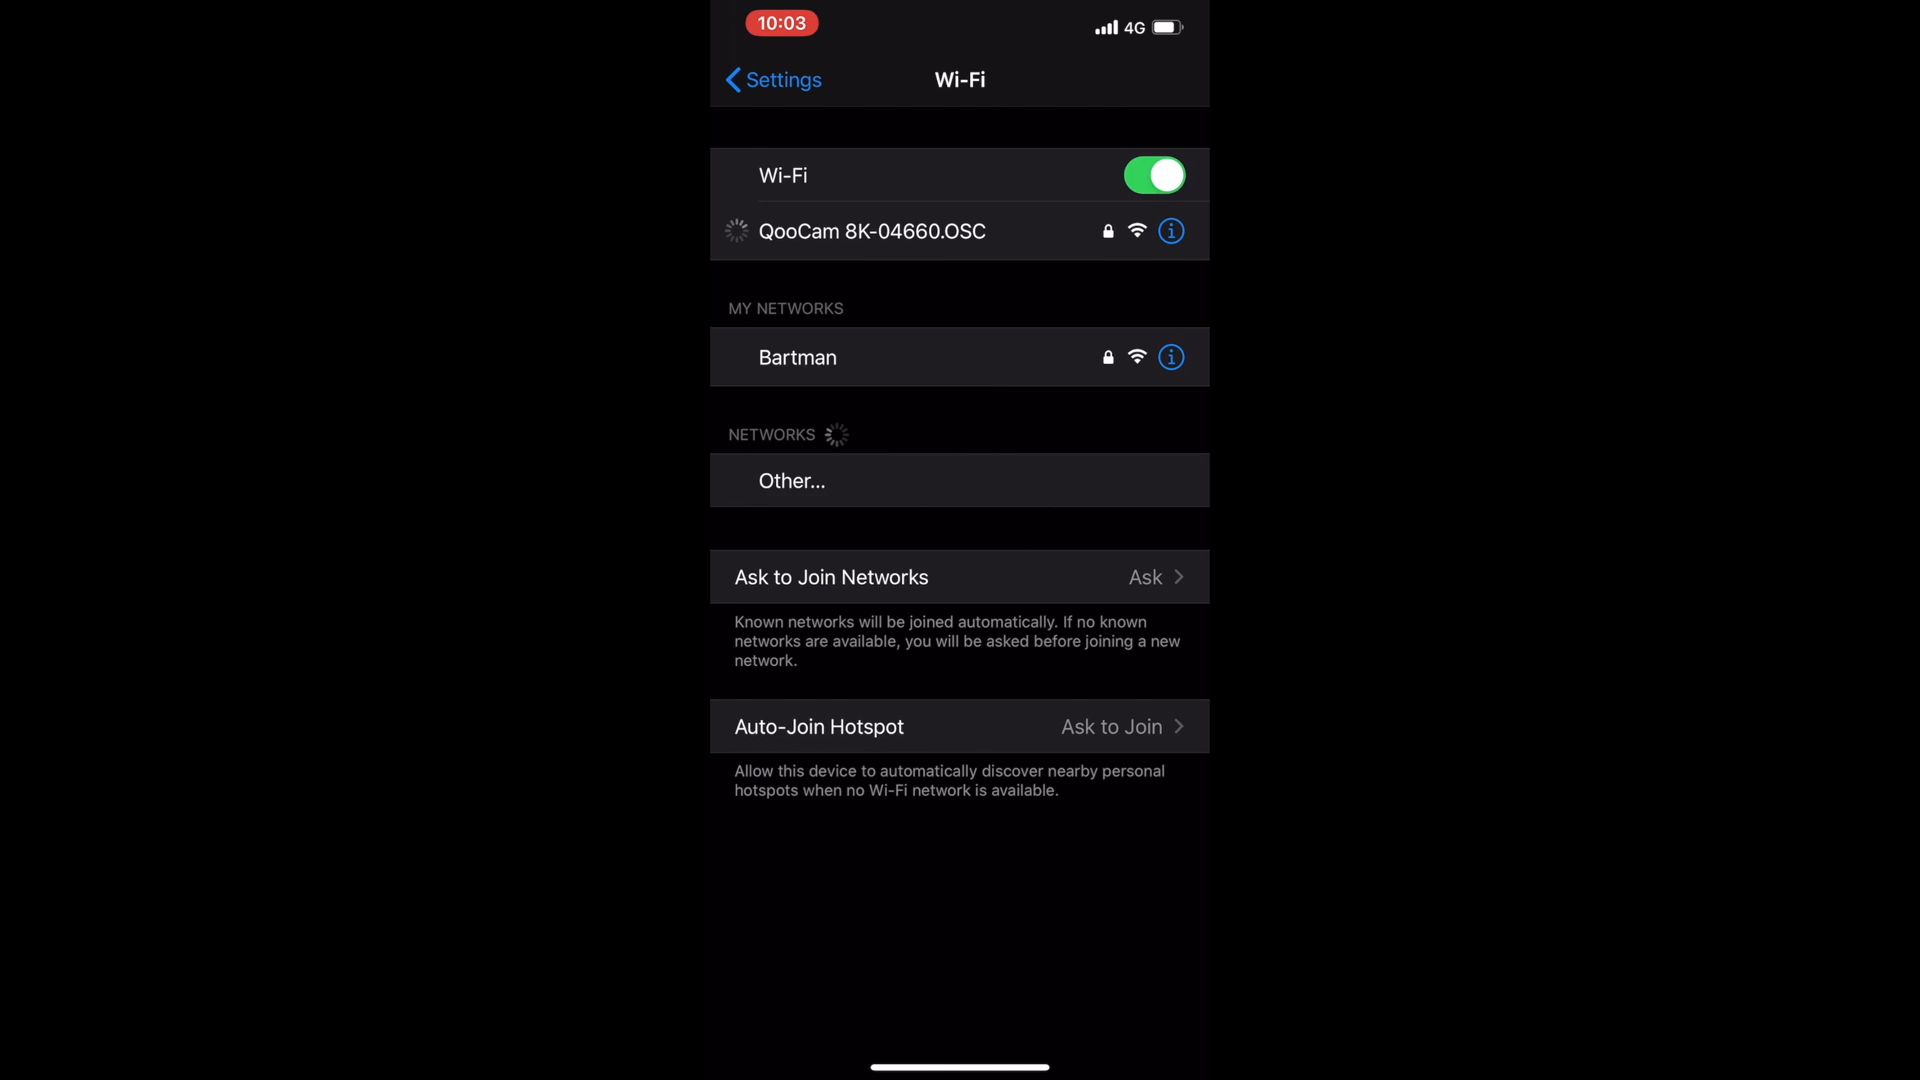 10:03
4G
Settings
Wi-Fi
Wi-Fi
QooCam 8K-04660.OSC
MY NETWORKS
Bartman
NETWORKS
Other...
Ask to Join Networks
Ask
Known networks will be joined automatically. If no known
networks are available, you will be asked before joining a new
network.
Auto-Join Hotspot
Ask to Join
Allow this device to automatically discover nearby personal
hotspots when no Wi-Fi network is available.